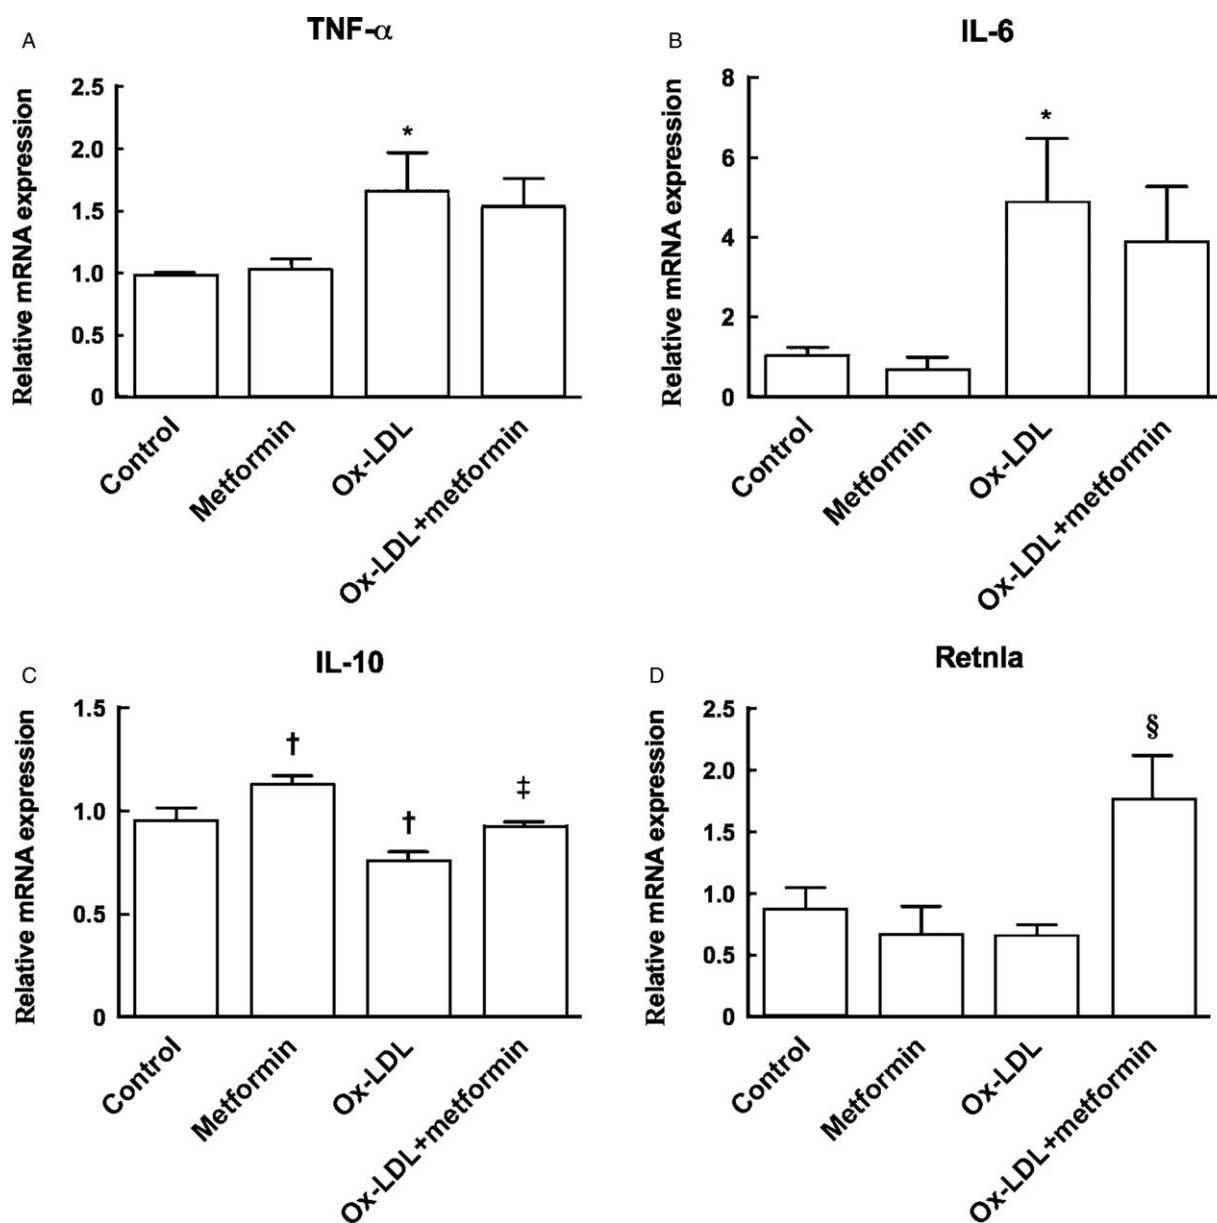 A
TNF-α
Relative mRNA expression
2.5
2.0
1.5
1.0
0.5
0
*
Control
Metformin
Ox-LDL
Ox-LDL+metformin
B
IL-6
Relative mRNA expression
8
6
4
2
0
*
Control
Metformin
Ox-LDL
Ox-LDL+metformin
C
IL-10
Relative mRNA expression
1.5
1.0
0.5
0
†
†
‡
Control
Metformin
Ox-LDL
Ox-LDL+metformin
D
Retnla
Relative mRNA expression
2.5
2.0
1.5
1.0
0.5
0
§
Control
Metformin
Ox-LDL
Ox-LDL+metformin